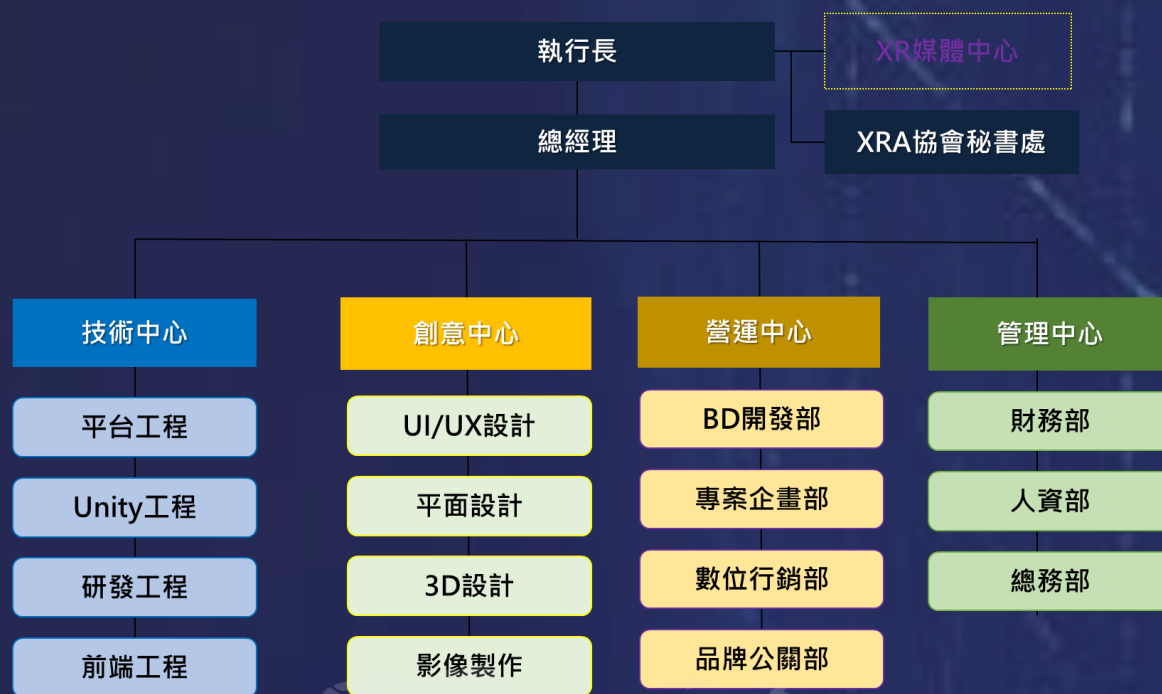 執行長
XR媒體中心
總經理
XRA協會秘書處
技術中心
創意中心
營運中心
管理中心
平台工程
UI/UX設計
BD開發部
財務部
Unity工程
平面設計
專案企畫部
人資部
研發工程
3D設計
數位行銷部
總務部
前端工程
影像製作
品牌公關部